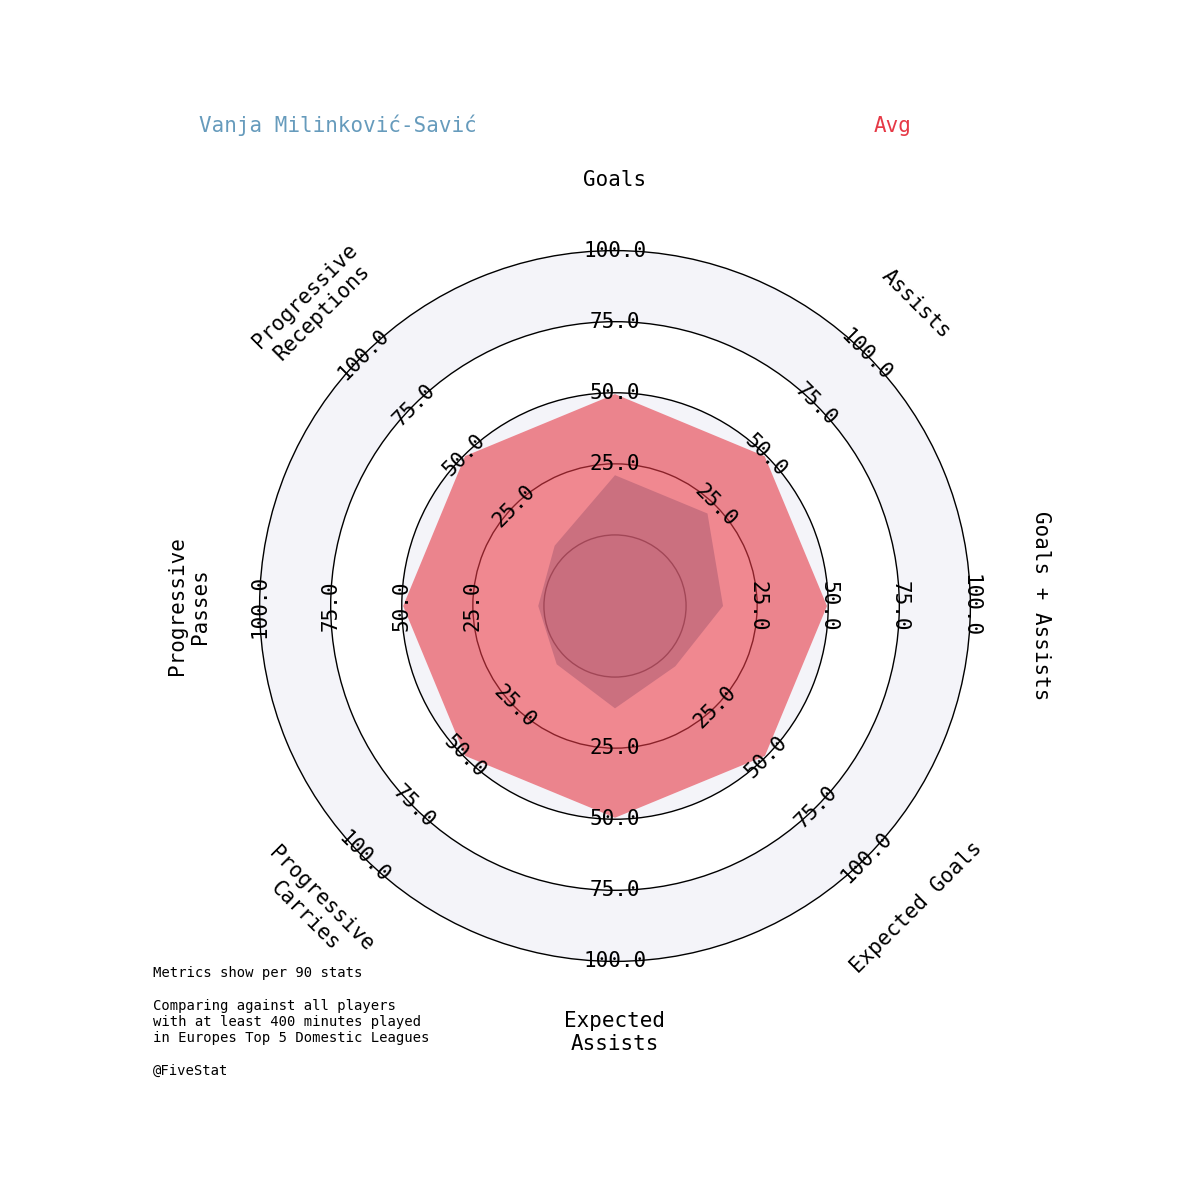 Vanja Milinković-Savić
Avg
Goals
Assists
Goals + Assists
Expected Goals
Expected
Assists
Progressive
Carries
Progressive
Passes
Progressive
Receptions
25.0
50.0
75.0
100.0
25.0
50.0
75.0
100.0
25.0
50.0
75.0
100.0
25.0
50.0
75.0
100.0
25.0
50.0
75.0
100.0
25.0
50.0
75.0
100.0
25.0
50.0
75.0
100.0
25.0
50.0
75.0
100.0
Metrics show per 90 stats
Comparing against all players
with at least 400 minutes played
in Europes Top 5 Domestic Leagues
@FiveStat